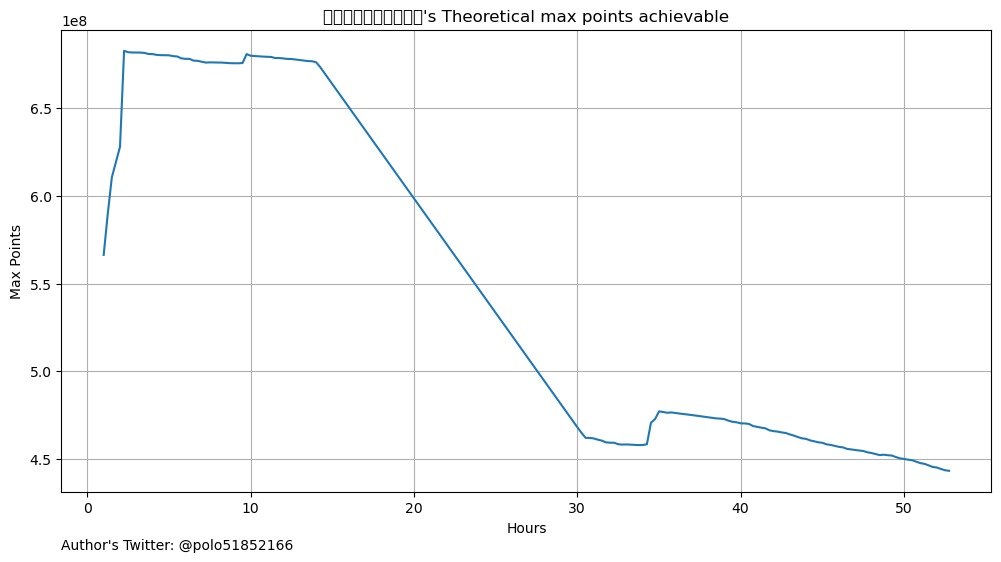 's Theoretical max points achievable
1e8
6.5
6.0
5.5
5.0
4.5
Max Points
0 10 20 30 40 50
Hours
Author's Twitter: @polo51852166